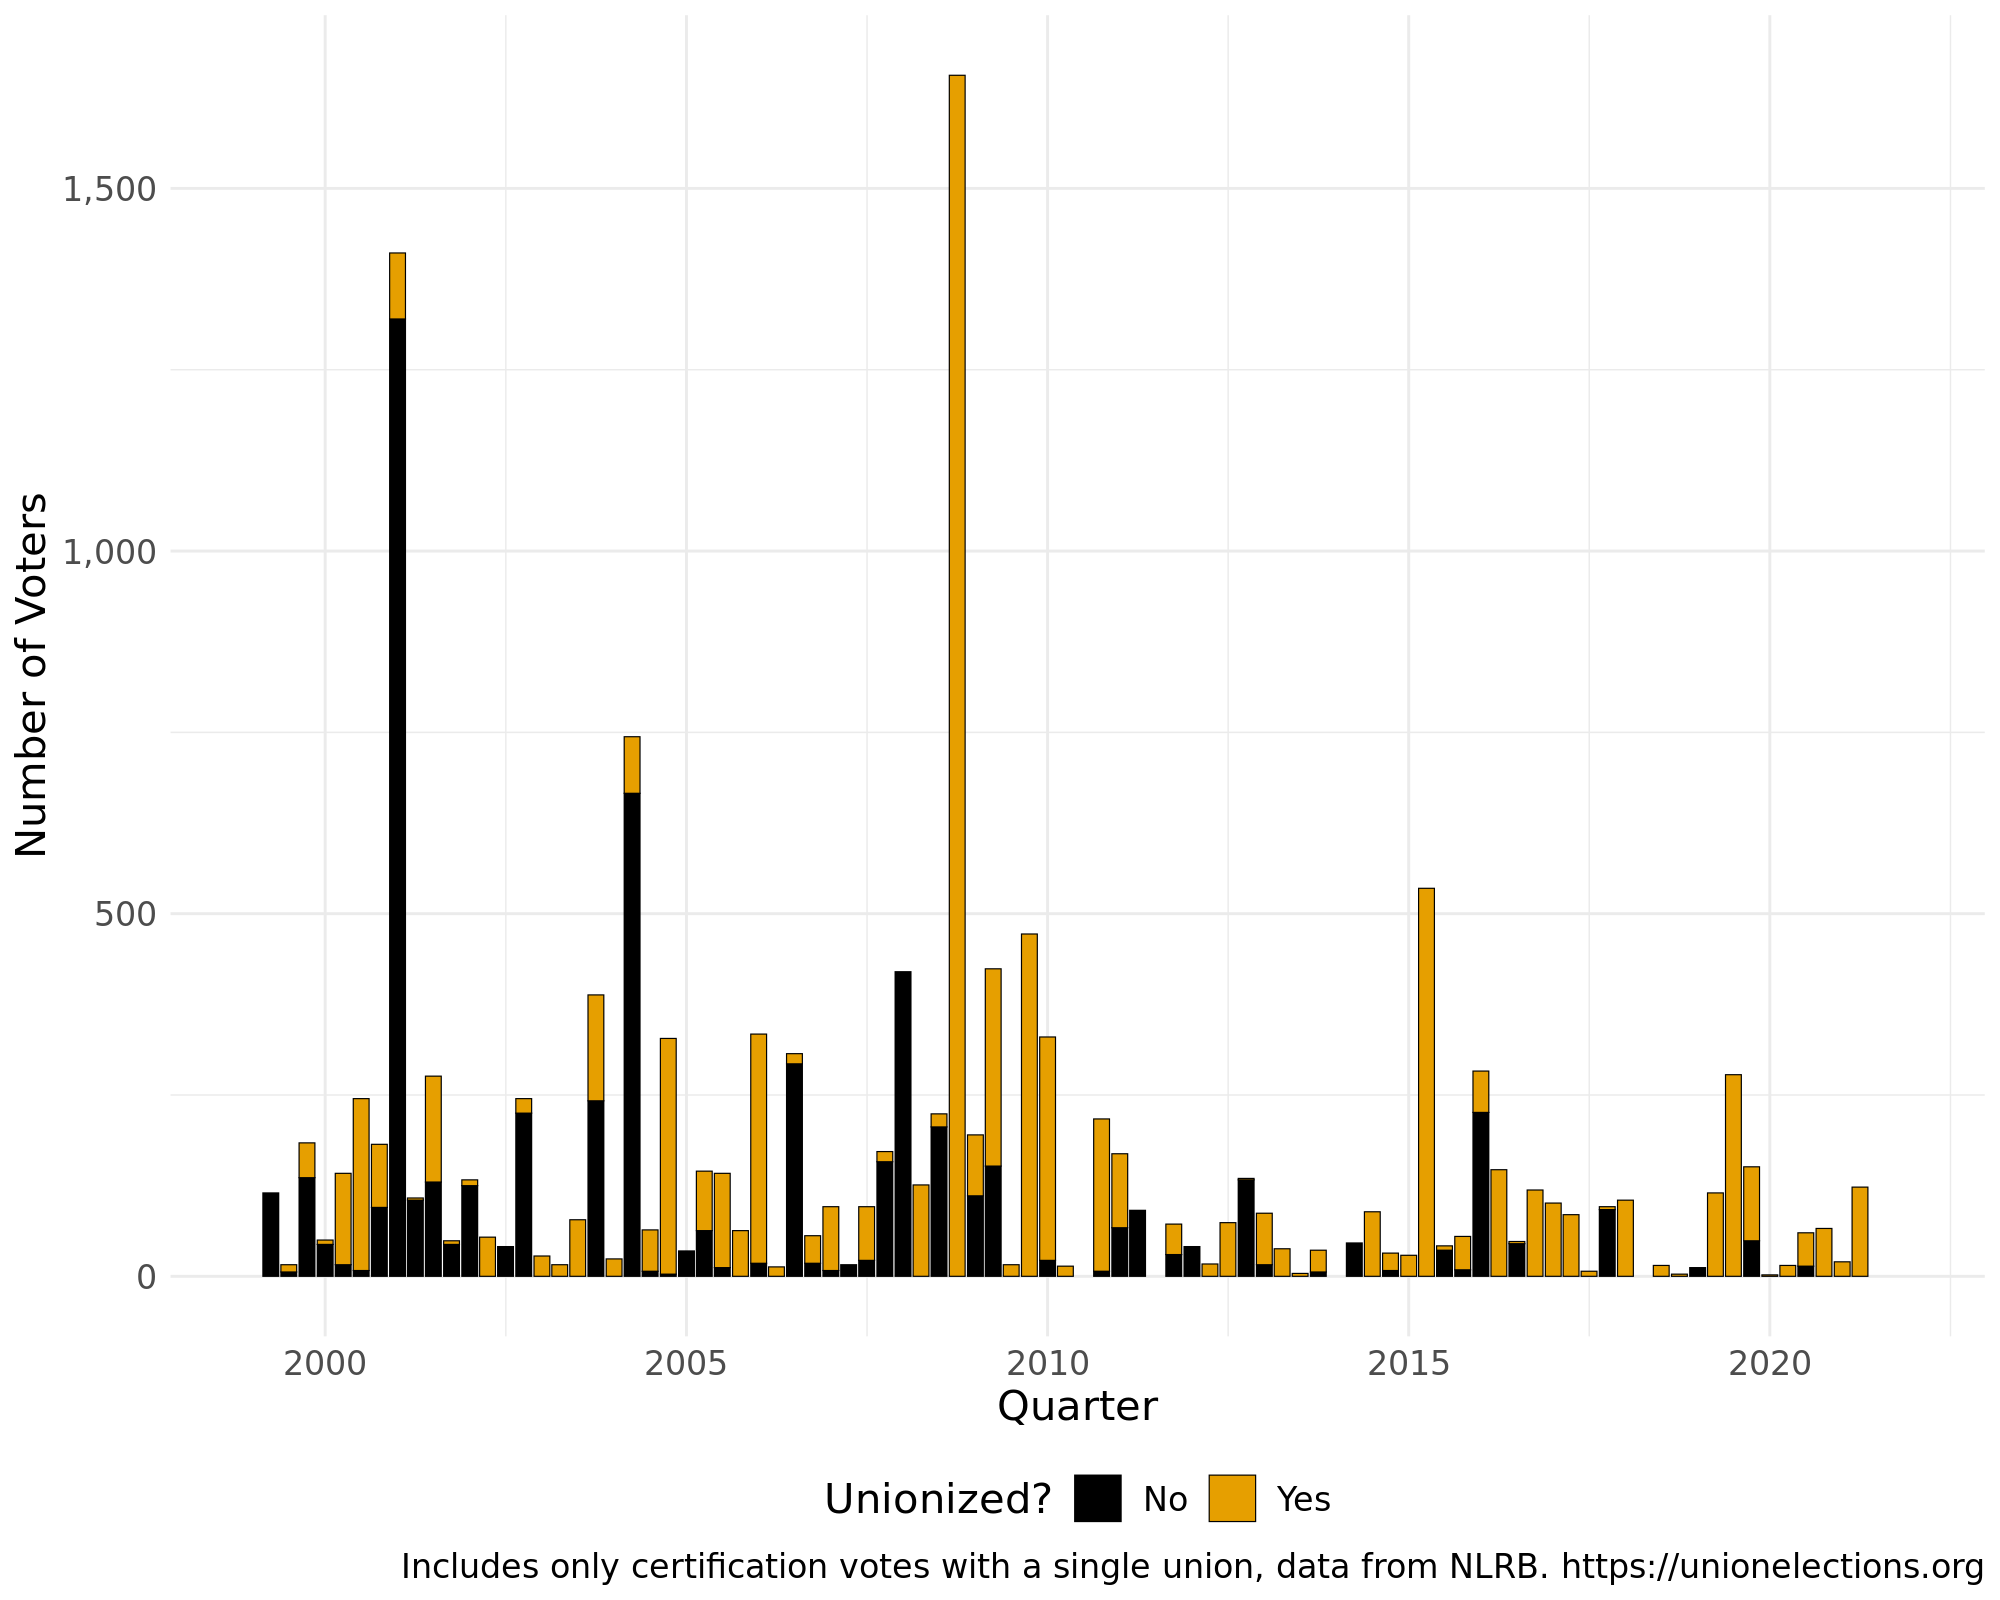 1,500
1,000
500
0
Number of Voters
2000 2005 2010 2015 2020
Quarter
Unionized? No Yes
Includes only certification votes with a single union, data from NLRB. https://unionelections.org